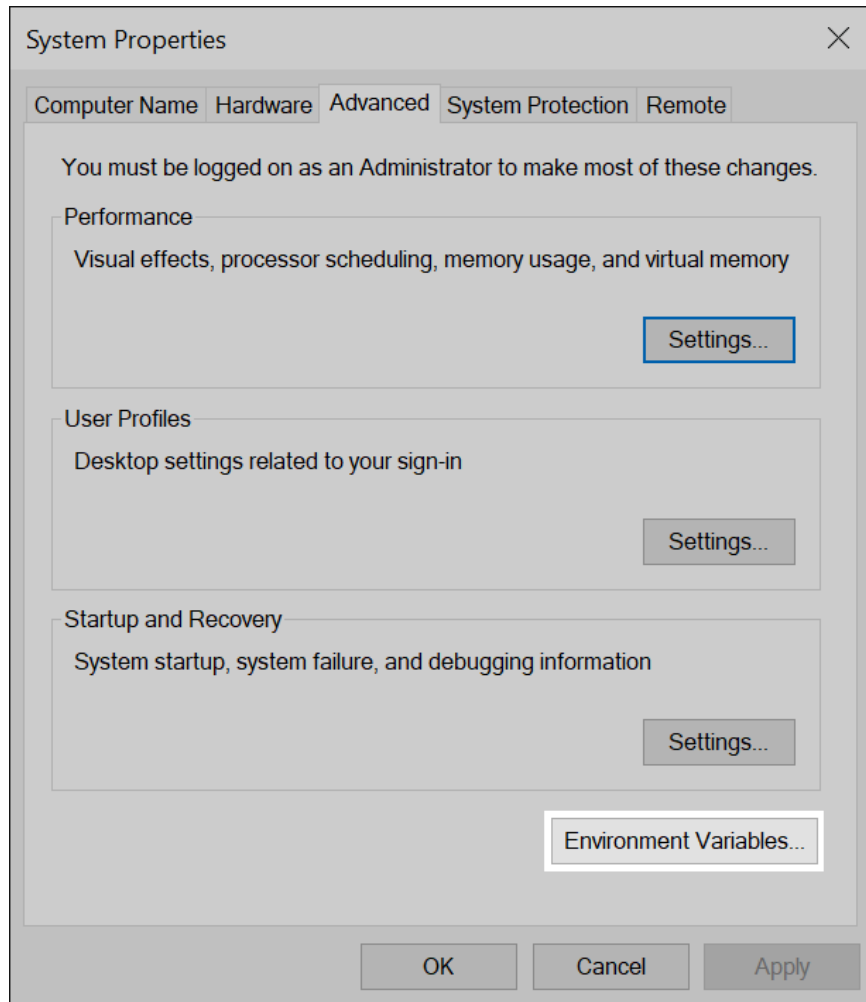 System Properties
Computer Name Hardware Advanced System Protection Remote
You must be logged on as an Administrator to make most of these changes.
Performance
Visual effects, processor scheduling, memory usage, and virtual memory
Settings...
User Profiles
Desktop settings related to your sign-in
Settings...
Startup and Recovery
System startup, system failure, and debugging information
Settings...
Environment Variables...
OK Cancel Apply